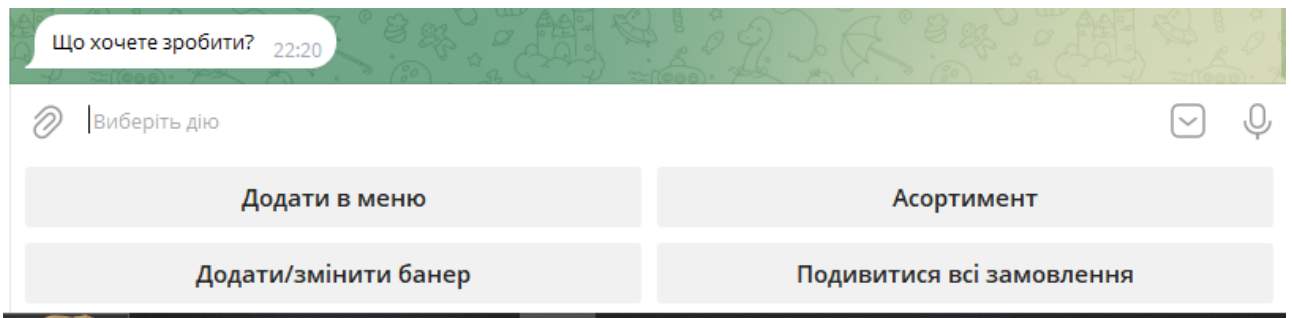 Що хочете зробити? 22:20
Виберіть дію
Додати в меню
Асортимент
Додати/змінити банер
Подивитися всі замовлення